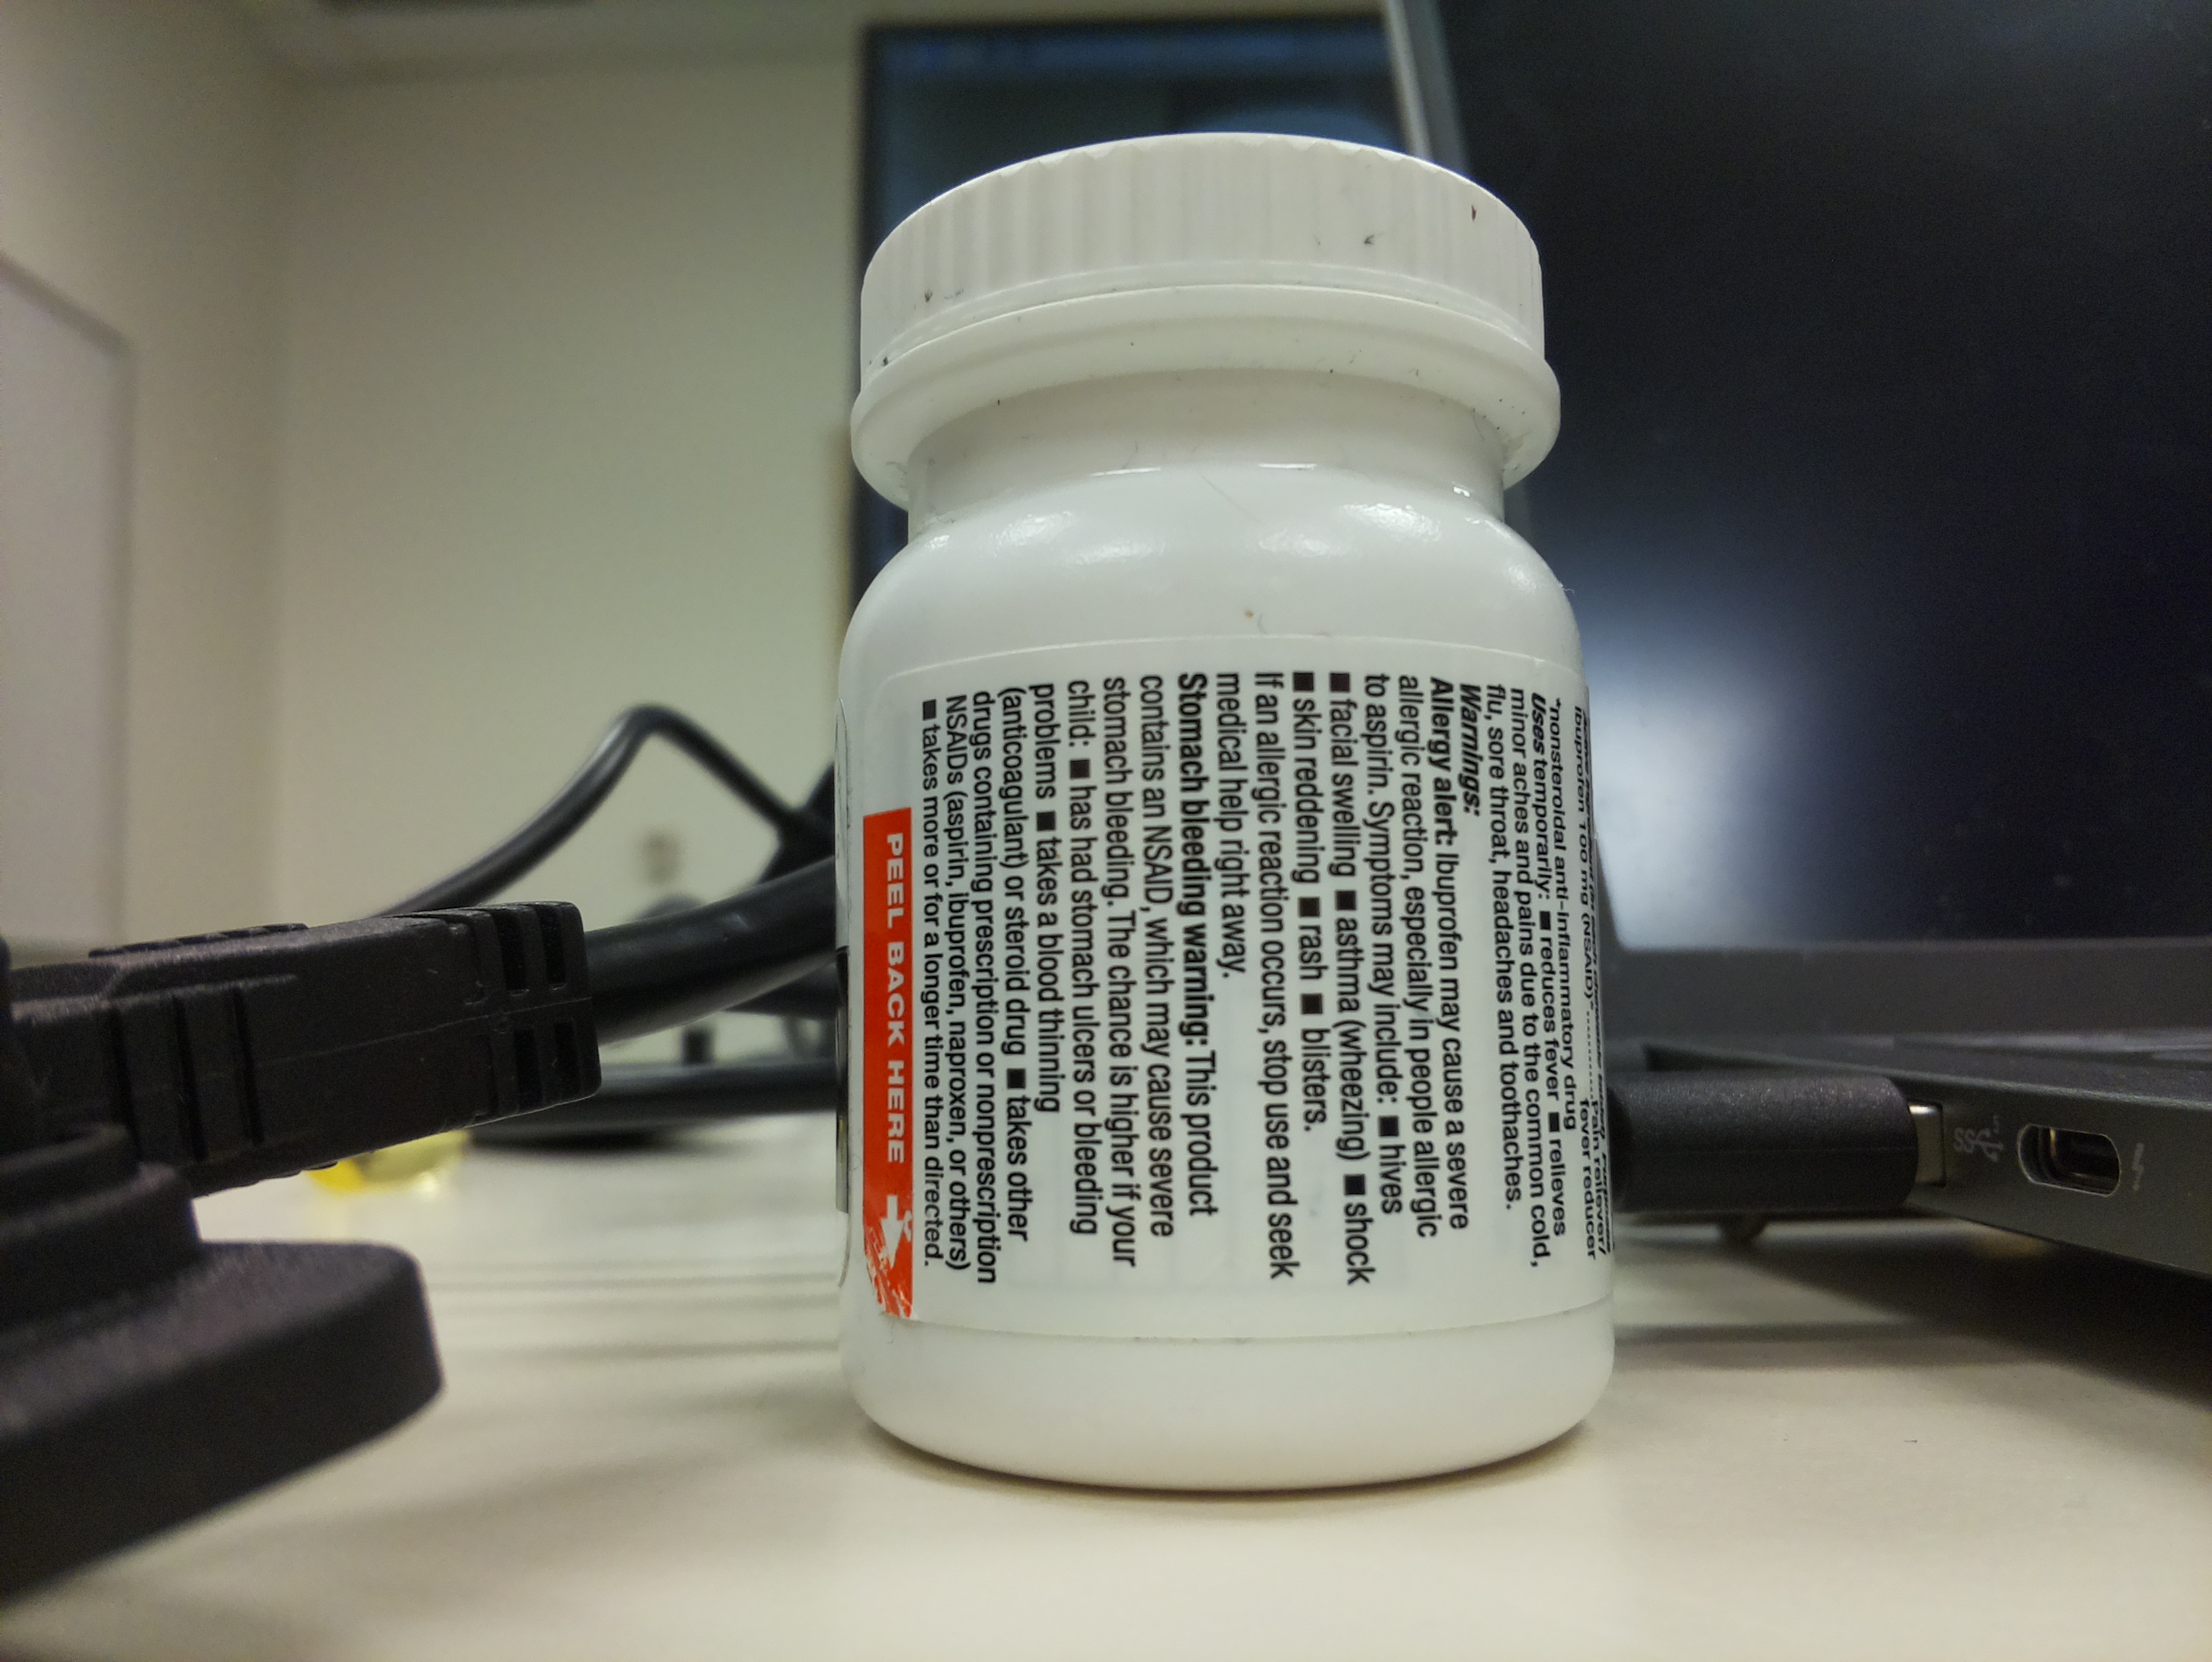 ibuprofen 100 mg (NSAID)*..........Pain reliever/
fever reducer
*nonsteroidal anti-inflammatory drug
Uses temporarily: ■ reduces fever ■ relieves
minor aches and pains due to the common cold,
flu, sore throat, headaches and toothaches.
Warnings:
Allergy alert: Ibuprofen may cause a severe
allergic reaction, especially in people allergic
to aspirin. Symptoms may include: ■ hives
■ facial swelling ■ asthma (wheezing) ■ shock
■ skin reddening ■ rash ■ blisters.
If an allergic reaction occurs, stop use and seek
medical help right away.
Stomach bleeding warning: This product
contains an NSAID, which may cause severe
stomach bleeding. The chance is higher if your
child: ■ has had stomach ulcers or bleeding
problems ■ takes a blood thinning
(anticoagulant) or steroid drug ■ takes other
drugs containing prescription or nonprescription
NSAIDs (aspirin, ibuprofen, naproxen, or others)
■ takes more or for a longer time than directed.
PEEL BACK HERE
SS